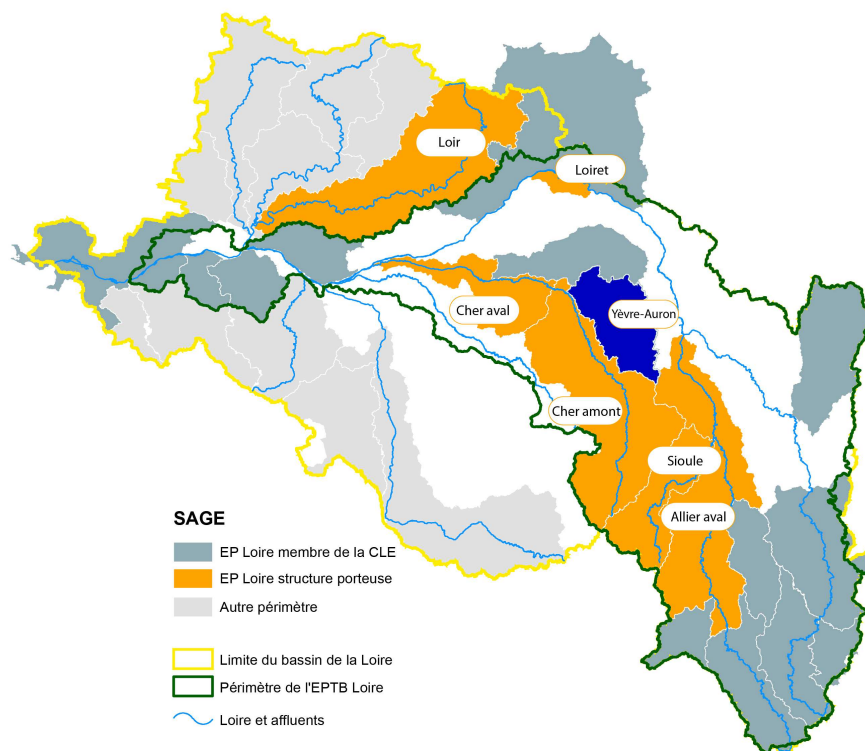 Loir
Loiret
Cher aval
Yèvre-Auron
Cher amont
Sioule
Allier aval
SAGE
EP Loire membre de la CLE
EP Loire structure porteuse
Autre périmètre
Limite du bassin de la Loire
Périmètre de l'EPTB Loire
Loire et affluents